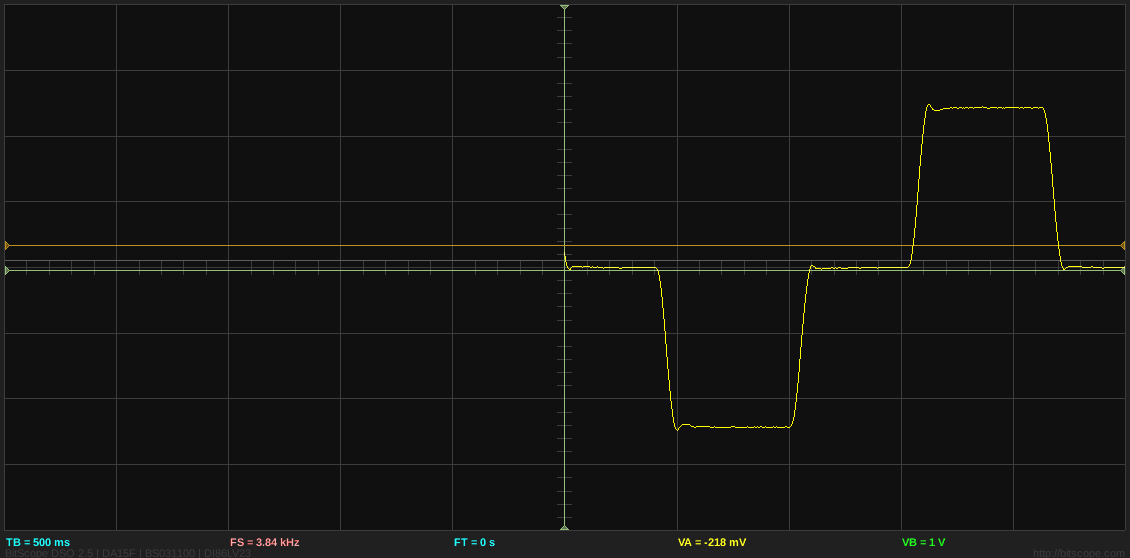 TB = 500 ms FS = 3.84 kHz FT = 0 s VA = -218 mV VB = 1 V
BitScope DSO 2.5 | DA15F | BS031100 | DI86LV23 http://bitscope.com